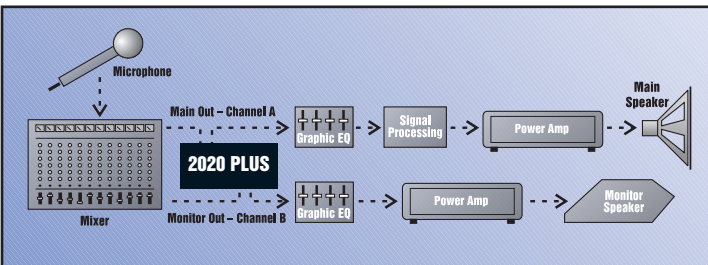 Microphone
Main Out – Channel A
Main
Speaker
Graphic EQ
Signal
Processing
Power Amp
2020 PLUS
Mixer
Monitor Out – Channel B
Graphic EQ
Power Amp
Monitor
Speaker